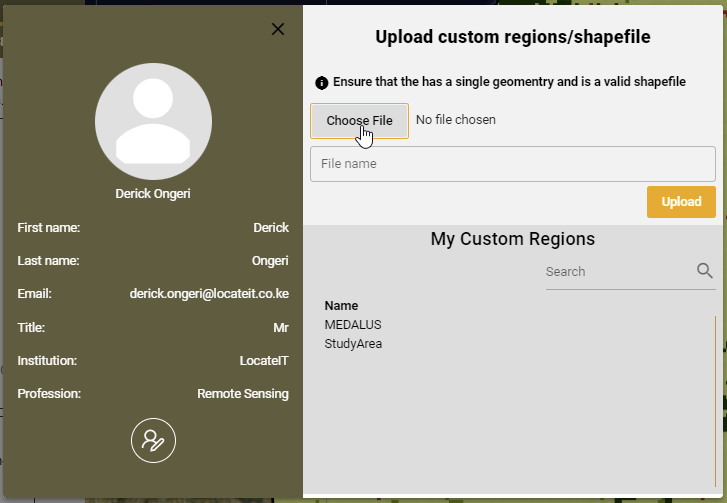 Derick Ongeri
First name: Derick
Last name: Ongeri
Email: derick.ongeri@locateit.co.ke
Title: Mr
Institution: LocateIT
Profession: Remote Sensing
Upload custom regions/shapefile
Ensure that the has a single geomentry and is a valid shapefile
Choose File No file chosen
File name
Upload
My Custom Regions
Search
Name
MEDALUS
StudyArea